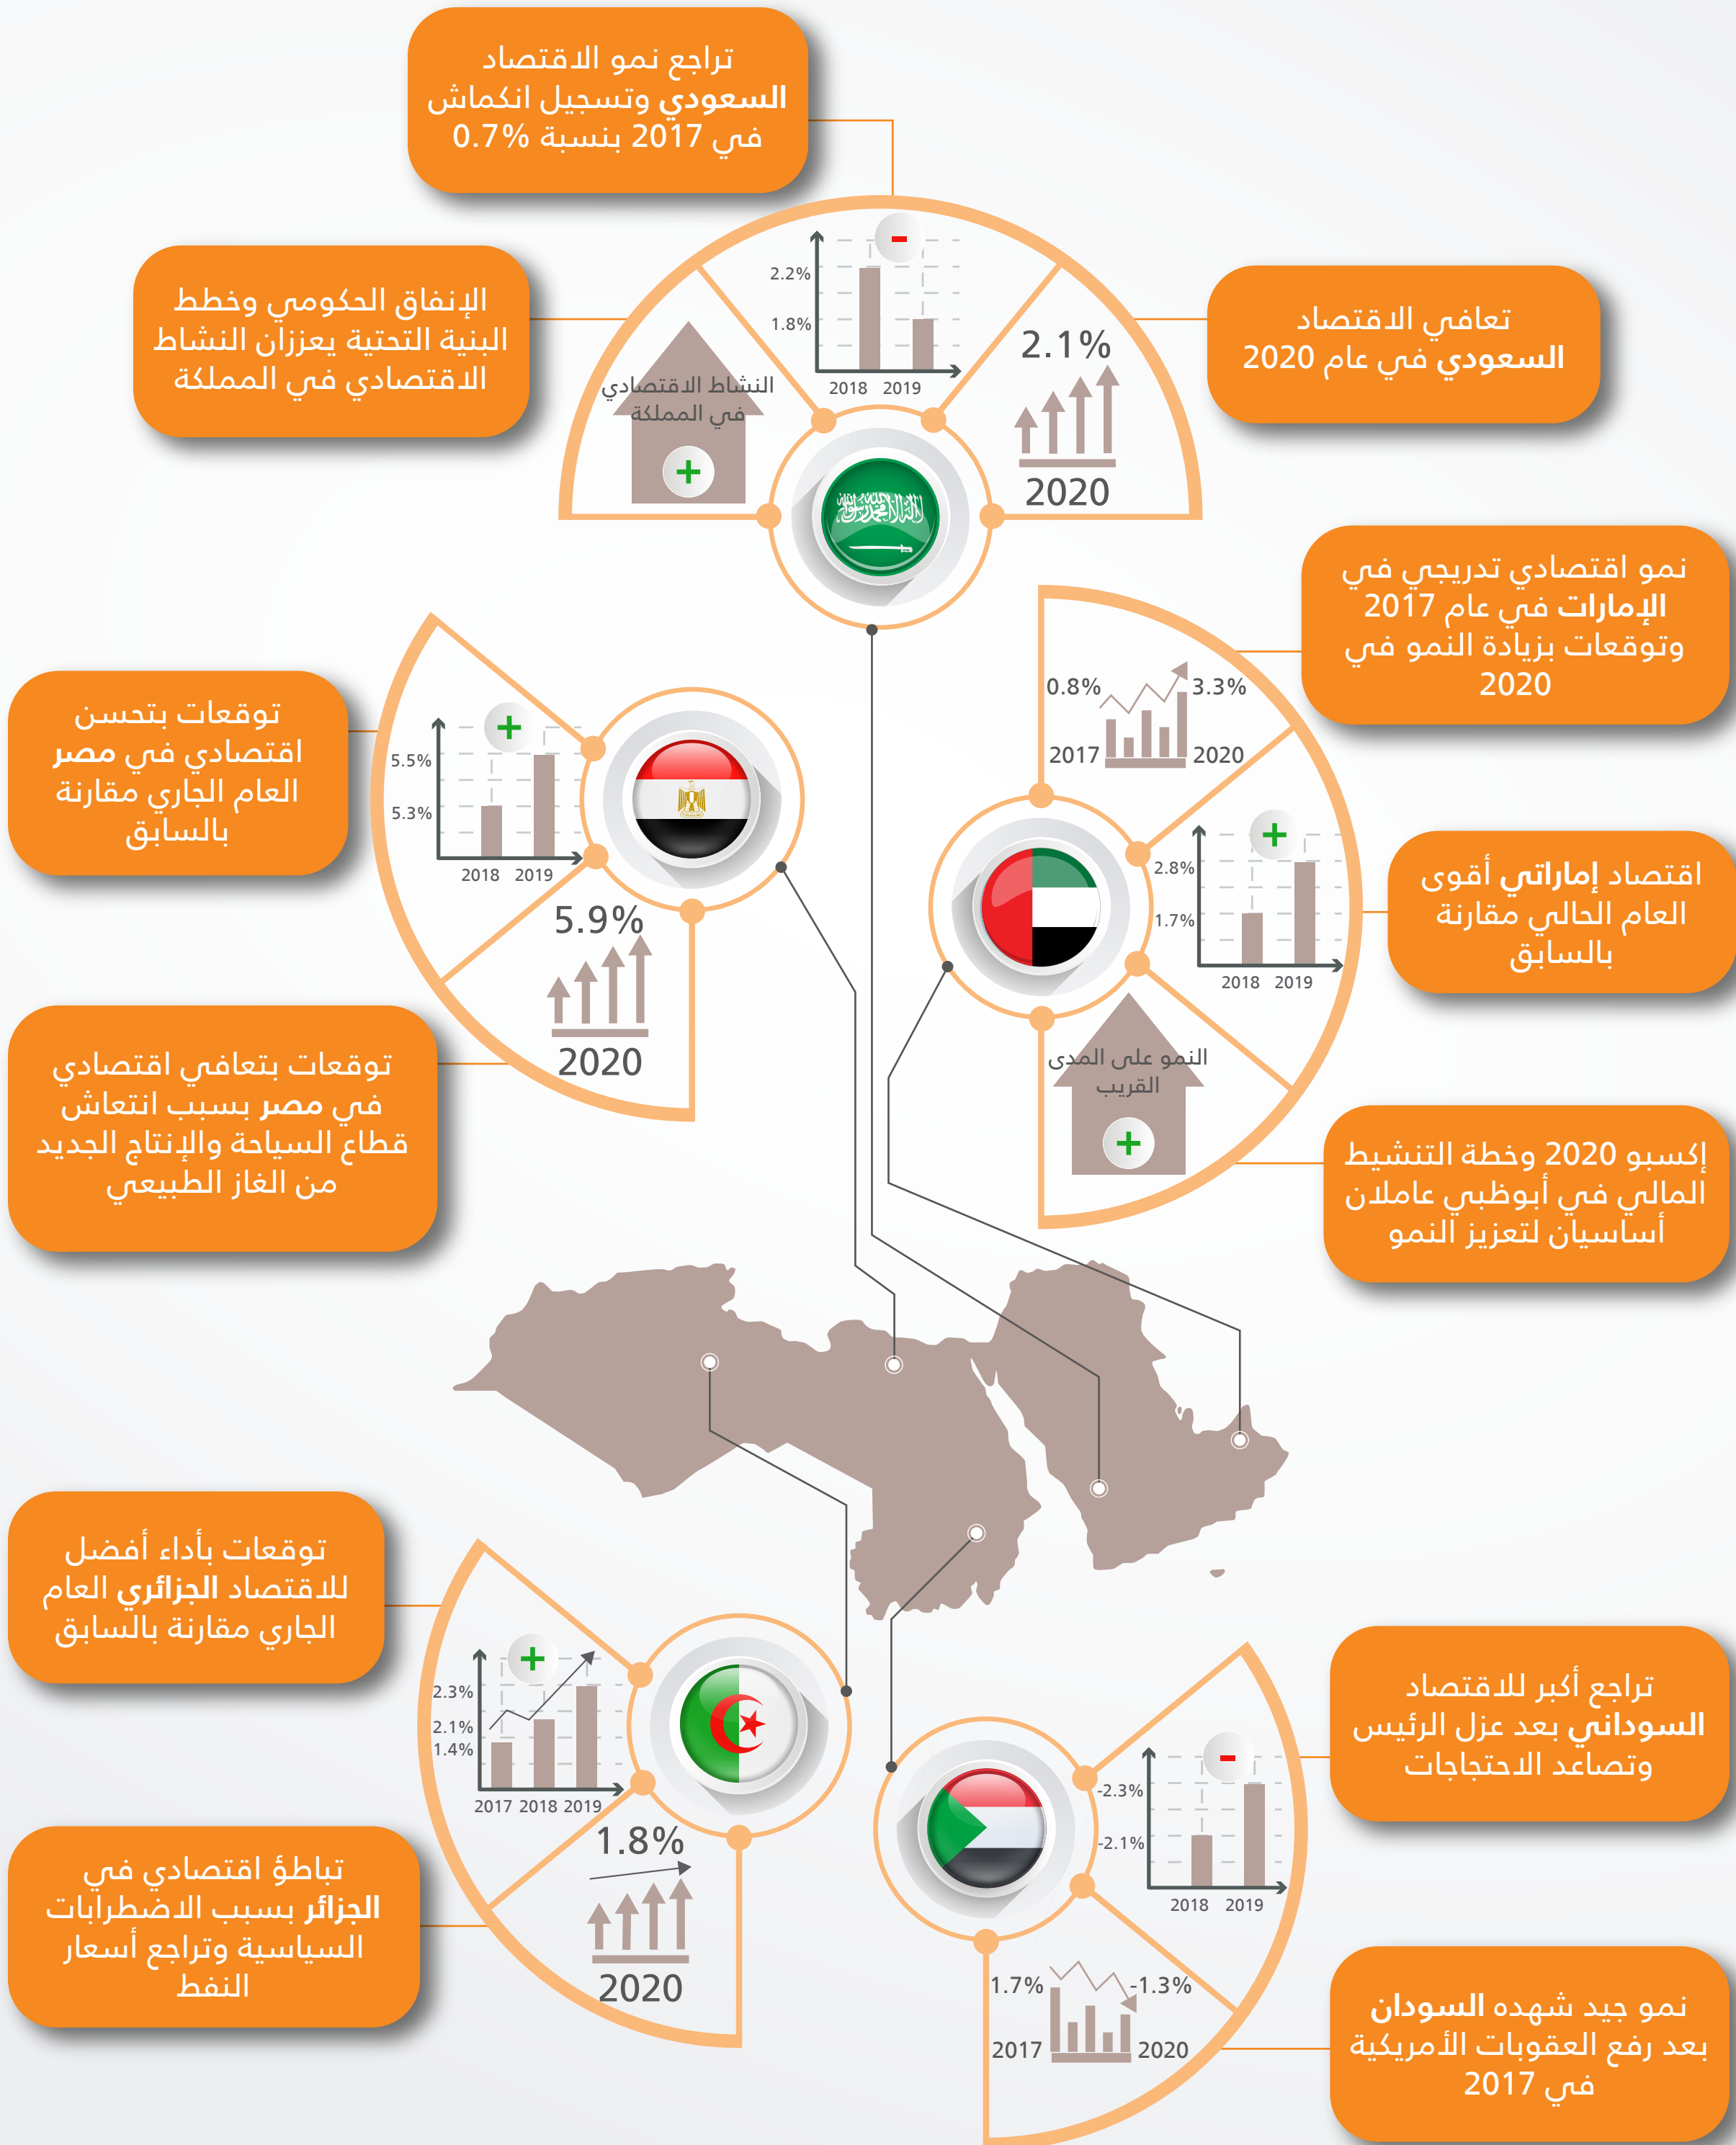 تراجع نمو الاقتصاد
السعودي وتسجيل انكماش
في 2017 بنسبة 0.7%
الإنفاق الحكومي وخطط
البنية التحتية يعززان النشاط
الاقتصادي في المملكة
تعافي الاقتصاد
السعودي في عام 2020
2.2%
1.8%
2018 2019
-
2.1%
2020
النشاط الاقتصادي
في المملكة
+
لا إله إلا الله محمد رسول الله
نمو اقتصادي تدريجي في
الإمارات في عام 2017
وتوقعات بزيادة النمو في
2020
0.8%
3.3%
2017
2020
اقتصاد إماراتي أقوى
العام الحالي مقارنة
بالسابق
+
2.8%
1.7%
2018 2019
النمو على المدى
القريب
+
إكسبو 2020 وخطة التنشيط
المالي في أبوظبي عاملان
أساسيان لتعزيز النمو
توقعات بتحسن
اقتصادي في مصر
العام الجاري مقارنة
بالسابق
+
5.5%
5.3%
2018 2019
5.9%
2020
توقعات بتعافي اقتصادي
في مصر بسبب انتعاش
قطاع السياحة والإنتاج الجديد
من الغاز الطبيعي
توقعات بأداء أفضل
للاقتصاد الجزائري العام
الجاري مقارنة بالسابق
+
2.3%
2.1%
1.4%
2017 2018 2019
1.8%
2020
تباطؤ اقتصادي في
الجزائر بسبب الاضطرابات
السياسية وتراجع أسعار
النفط
تراجع أكبر للاقتصاد
السوداني بعد عزل الرئيس
وتصاعد الاحتجاجات
-
-2.3%
-2.1%
2018 2019
1.7%
-1.3%
2017
2020
نمو جيد شهده السودان
بعد رفع العقوبات الأمريكية
في 2017